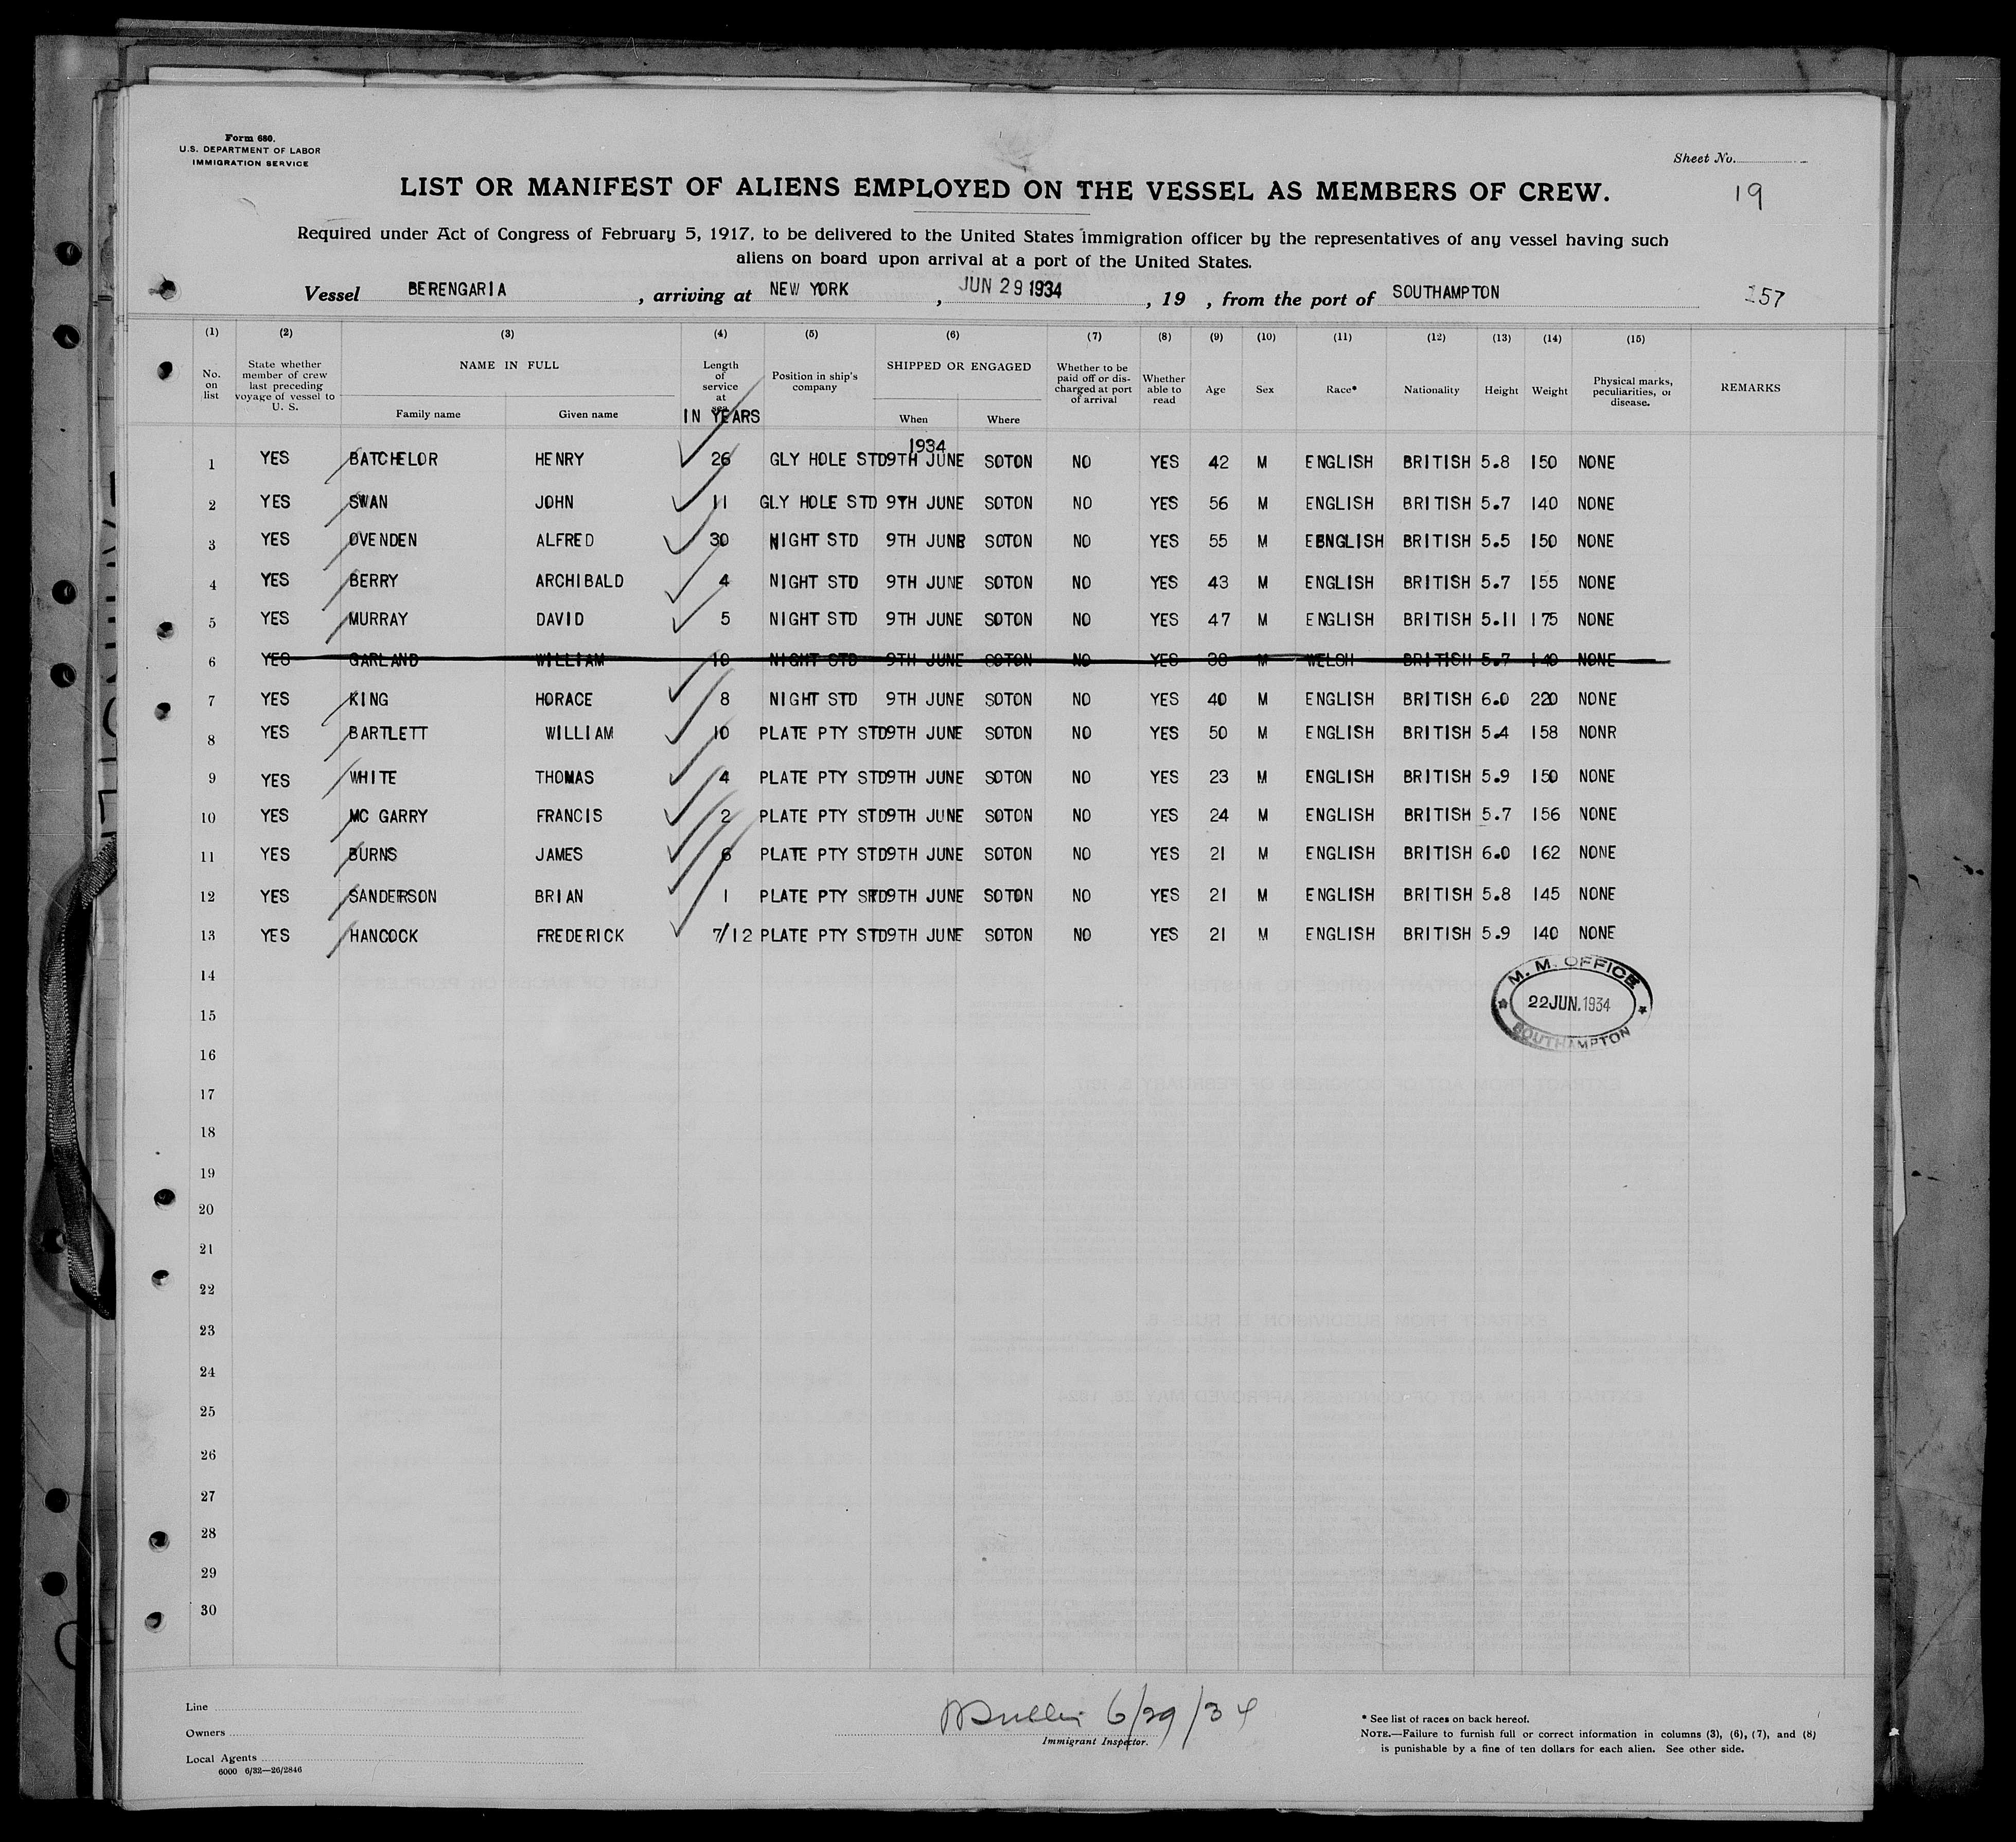 Form 680.
U.S. DEPARTMENT OF LABOR
IMMIGRATION SERVICE
Sheet No.
19
LIST OR MANIFEST OF ALIENS EMPLOYED ON THE VESSEL AS MEMBERS OF CREW.
Required under Act of Congress of February 5, 1917, to be delivered to the United States immigration officer by the representatives of any vessel having such
aliens on board upon arrival at a port of the United States.
Vessel BERENGARIA, arriving at NEW YORK, JUN 29 1934, 19 , from the port of SOUTHAMPTON
157
(1) (2) (3) (4) (5) (6) (7) (8) (9) (10) (11) (12) (13) (14) (15)
No. on list
State whether member of crew last preceding voyage of vessel to U. S.
NAME IN FULL
Family name Given name
Length of service at sea
IN YEARS
Position in ship's company
SHIPPED OR ENGAGED
When Where
Whether to be paid off or discharged at port of arrival
Whether able to read
Age Sex Race* Nationality Height Weight
Physical marks, peculiarities, or disease.
REMARKS
1934
1 YES BATCHELOR HENRY 26 GLY HOLE STD 9TH JUNE SOTON NO YES 42 M ENGLISH BRITISH 5.8 150 NONE
2 YES SWAN JOHN 11 GLY HOLE STD 9TH JUNE SOTON NO YES 56 M ENGLISH BRITISH 5.7 140 NONE
3 YES OVENDEN ALFRED 30 NIGHT STD 9TH JUNE SOTON NO YES 55 M EBNGLISH BRITISH 5.5 150 NONE
4 YES BERRY ARCHIBALD 4 NIGHT STD 9TH JUNE SOTON NO YES 43 M ENGLISH BRITISH 5.7 155 NONE
5 YES MURRAY DAVID 5 NIGHT STD 9TH JUNE SOTON NO YES 47 M ENGLISH BRITISH 5.11 175 NONE
6 YES GARLAND WILLIAM 10 NIGHT STD 9TH JUNE SOTON NO YES 38 M WELSH BRITISH 5.7 140 NONE
7 YES KING HORACE 8 NIGHT STD 9TH JUNE SOTON NO YES 40 M ENGLISH BRITISH 6.0 220 NONE
8 YES BARTLETT WILLIAM 10 PLATE PTY STD 9TH JUNE SOTON NO YES 50 M ENGLISH BRITISH 5.4 158 NONR
9 YES WHITE THOMAS 4 PLATE PTY STD 9TH JUNE SOTON NO YES 23 M ENGLISH BRITISH 5.9 150 NONE
10 YES MC GARRY FRANCIS 2 PLATE PTY STD 9TH JUNE SOTON NO YES 24 M ENGLISH BRITISH 5.7 156 NONE
11 YES BURNS JAMES 6 PLATE PTY STD 9TH JUNE SOTON NO YES 21 M ENGLISH BRITISH 6.0 162 NONE
12 YES SANDERSON BRIAN 1 PLATE PTY STD 9TH JUNE SOTON NO YES 21 M ENGLISH BRITISH 5.8 145 NONE
13 YES HANCOCK FREDERICK 7/12 PLATE PTY STD 9TH JUNE SOTON NO YES 21 M ENGLISH BRITISH 5.9 140 NONE
14
M. M. OFFICE
22 JUN. 1934
SOUTHAMPTON
15
16
17
18
19
20
21
22
23
24
25
26
27
28
29
30
Line
Owners
Local Agents
6000 6/32—26/2846
6/29/34
Immigrant Inspector.
* See list of races on back hereof.
NOTE.—Failure to furnish full or correct information in columns (3), (6), (7), and (8)
is punishable by a fine of ten dollars for each alien. See other side.